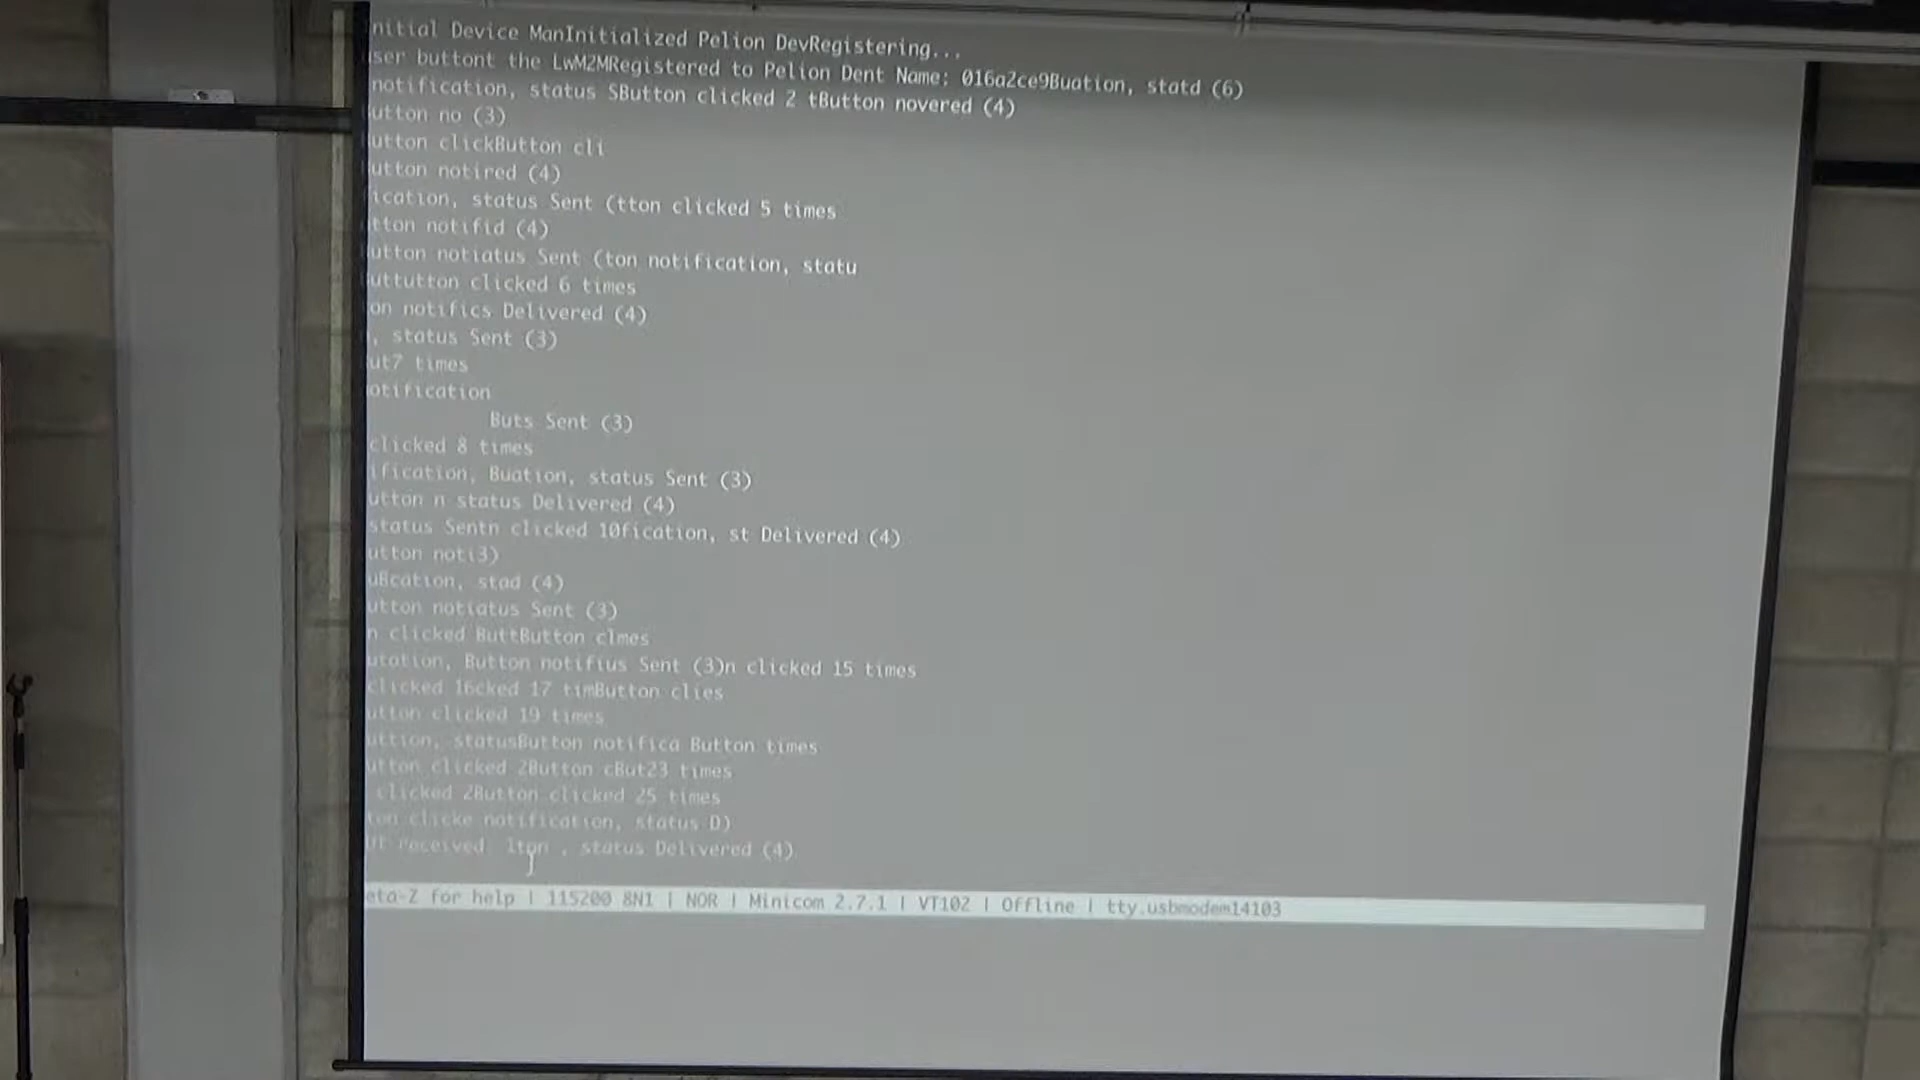 nitial Device ManInitialized Pelion DevRegistering...
ser buttont the LwM2MRegistered to Pelion Dent Name: 016a2ce9Buation, statd (6)
notification, status SButton clicked 2 tButton novered (4)
utton no (3)
utton clickButton cli
utton notired (4)
ication, status Sent (tton clicked 5 times
tton notifid (4)
utton notiatus Sent (ton notification, statu
uttutton clicked 6 times
on notifics Delivered (4)
, status Sent (3)
ut7 times
otification
Buts Sent (3)
clicked 8 times
ification, Buation, status Sent (3)
utton n status Delivered (4)
status Sentn clicked 10fication, st Delivered (4)
utton noti3)
uBcation, stad (4)
utton notiatus Sent (3)
n clicked ButtButton clmes
utation, Button notifius Sent (3)n clicked 15 times
clicked 16cked 17 timButton clies
utton clicked 19 times
uttion, statusButton notifica Button times
utton clicked 2Button cBut23 times
clicked 2Button clicked 25 times
ton clicke notification, status D)
UT received, 1ton , status Delivered (4)
eta-Z for help | 115200 8N1 | NOR | Minicom 2.7.1 | VT102 | Offline | tty.usbmodem14103